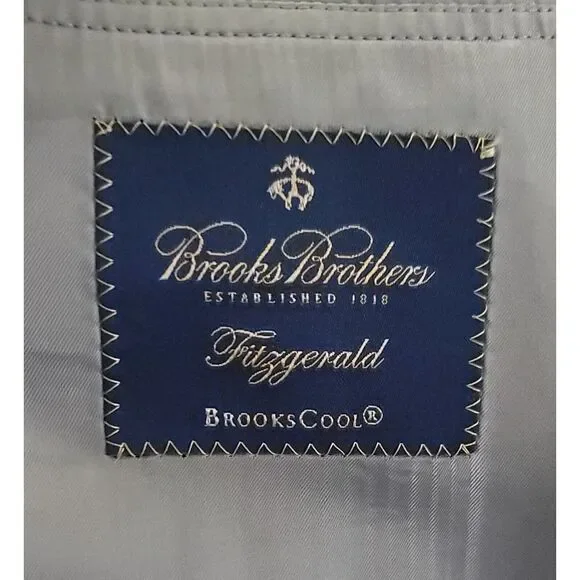 Brooks Brothers
ESTABLISHED 1818
Fitzgerald
BROOKSCOOL®